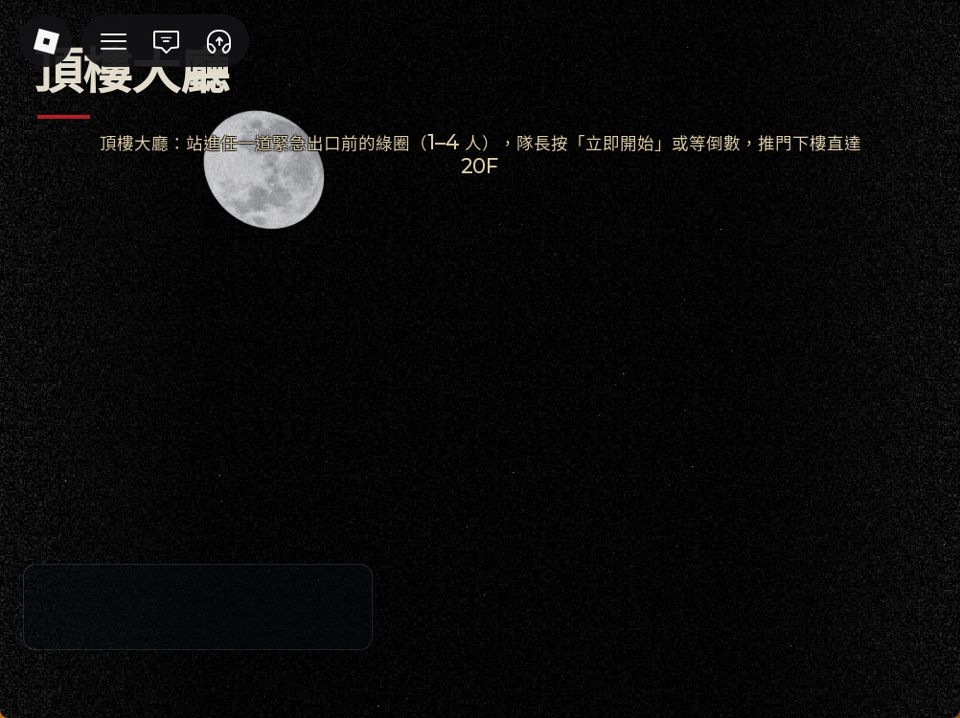 頂樓大廳
頂樓大廳：站進任一道緊急出口前的綠圈（1–4 人），隊長按「立即開始」或等倒數，推門下樓直達
20F